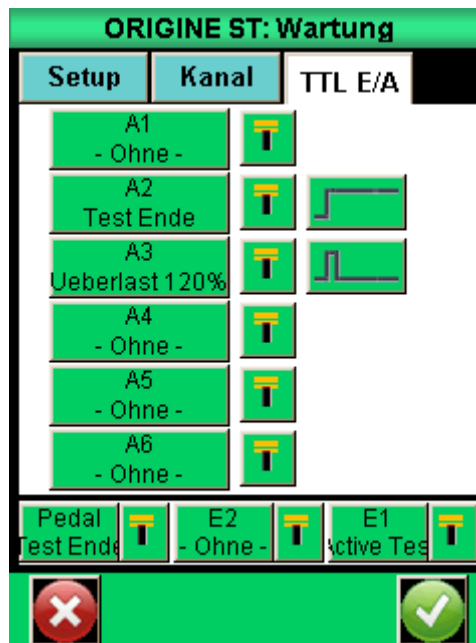 ORIGINE ST: Wartung
Setup Kanal TTL E/A
A1
- Ohne -
A2
Test Ende
A3
Ueberlast 120%
A4
- Ohne -
A5
- Ohne -
A6
- Ohne -
Pedal E2 E1
Test Ende - Ohne - Active Tes